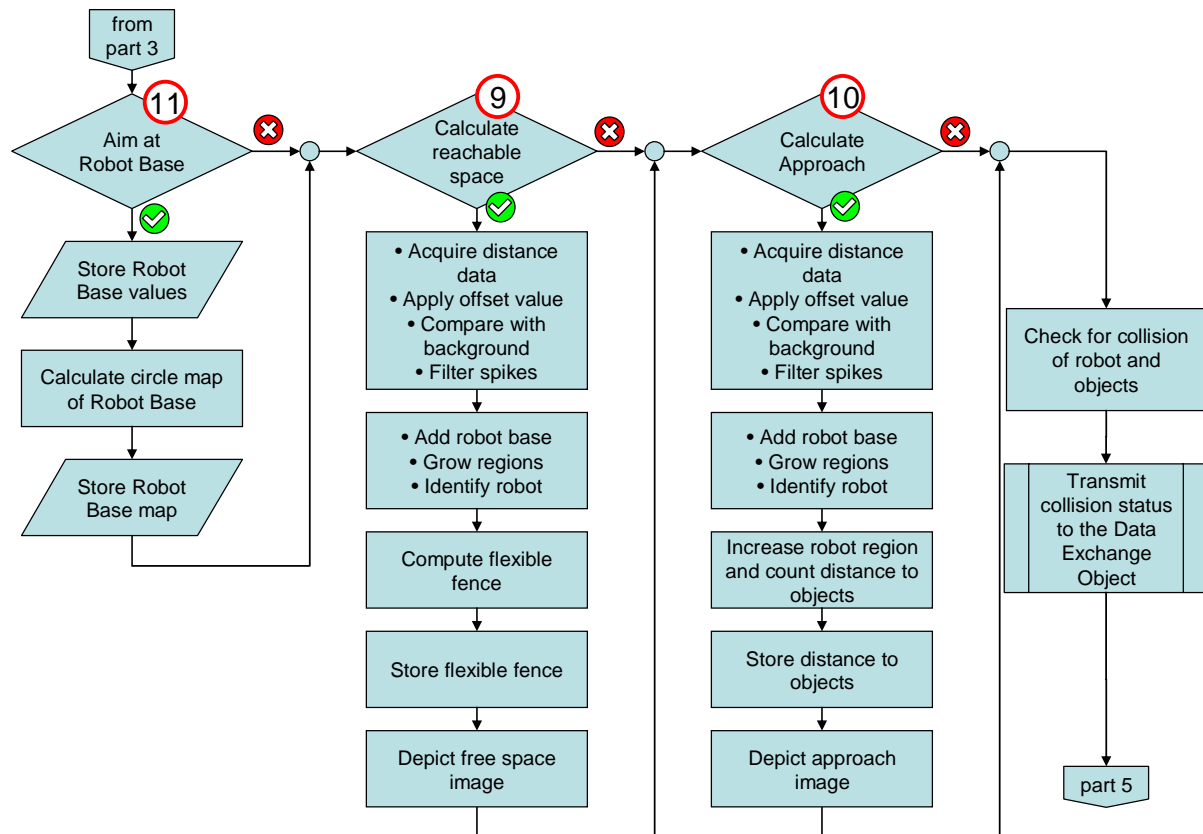 from
part 3
11
Aim at
Robot Base
Store Robot
Base values
Calculate circle map
of Robot Base
Store Robot
Base map
9
Calculate
reachable
space
• Acquire distance
data
• Apply offset value
• Compare with
background
• Filter spikes
• Add robot base
• Grow regions
• Identify robot
Compute flexible
fence
Store flexible fence
Depict free space
image
10
Calculate
Approach
• Acquire distance
data
• Apply offset value
• Compare with
background
• Filter spikes
• Add robot base
• Grow regions
• Identify robot
Increase robot region
and count distance to
objects
Store distance to
objects
Depict approach
image
Check for collision
of robot and
objects
Transmit
collision status
to the Data
Exchange
Object
part 5